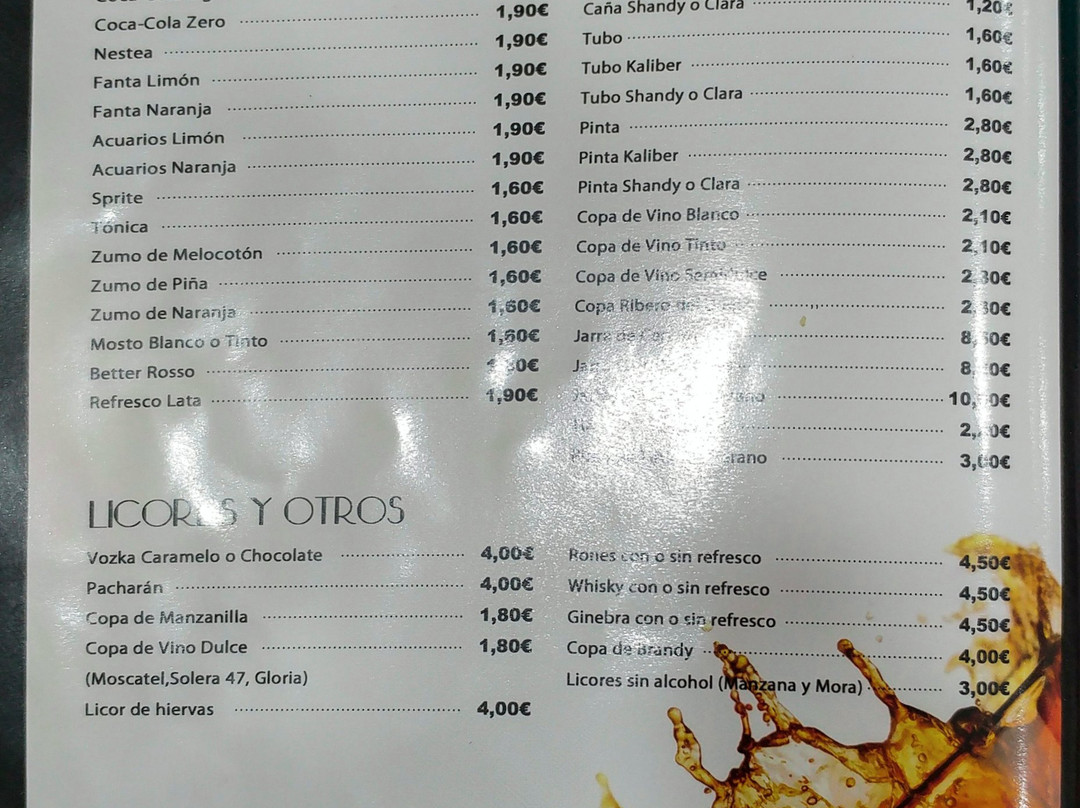 Coca-Cola Zero 1,90€
Nestea 1,90€
Fanta Limón 1,90€
Fanta Naranja 1,90€
Acuarios Limón 1,90€
Acuarios Naranja 1,90€
Sprite 1,60€
Tónica 1,60€
Zumo de Melocotón 1,60€
Zumo de Piña 1,60€
Zumo de Naranja 1,60€
Mosto Blanco o Tinto 1,60€
Better Rosso
Refresco Lata 1,90€
Caña Shandy o Clara 1,20€
Tubo 1,60€
Tubo Kaliber 1,60€
Tubo Shandy o Clara 1,60€
Pinta 2,80€
Pinta Kaliber 2,80€
Pinta Shandy o Clara 2,80€
Copa de Vino Blanco 2,10€
Copa de Vino Tinto 2,10€
Copa de Vino Semidulce
Copa Ribero de
Jarra de
3,00€
LICORES Y OTROS
Vozka Caramelo o Chocolate 4,00€
Pacharán 4,00€
Copa de Manzanilla 1,80€
Copa de Vino Dulce 1,80€
(Moscatel,Solera 47, Gloria)
Licor de hiervas 4,00€
Rones con o sin refresco 4,50€
Whisky con o sin refresco 4,50€
Ginebra con o sin refresco 4,50€
Copa de Brandy 4,00€
Licores sin alcohol (Manzana y Mora) 3,00€